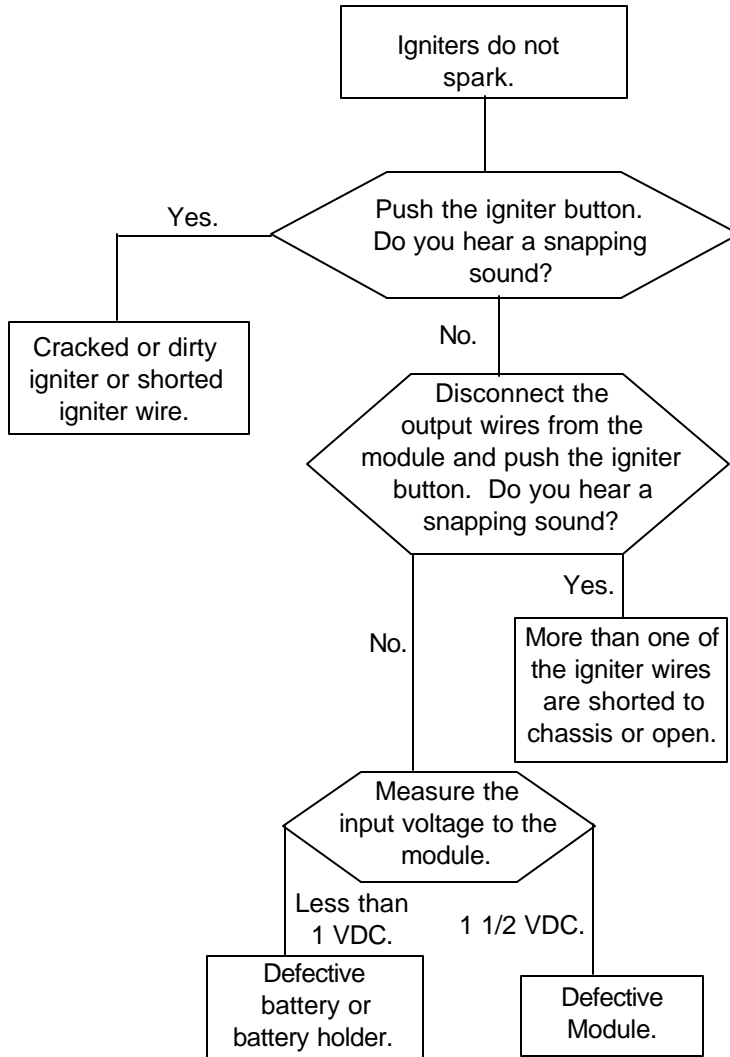 Igniters do not
spark.
Push the igniter button.
Do you hear a snapping
sound?
Yes.
Cracked or dirty
igniter or shorted
igniter wire.
No.
Disconnect the
output wires from the
module and push the igniter
button.  Do you hear a
snapping sound?
Yes.
More than one of
the igniter wires
are shorted to
chassis or open.
No.
Measure the
input voltage to the
module.
Less than
1 VDC.
1 1/2 VDC.
Defective
battery or
battery holder.
Defective
Module.